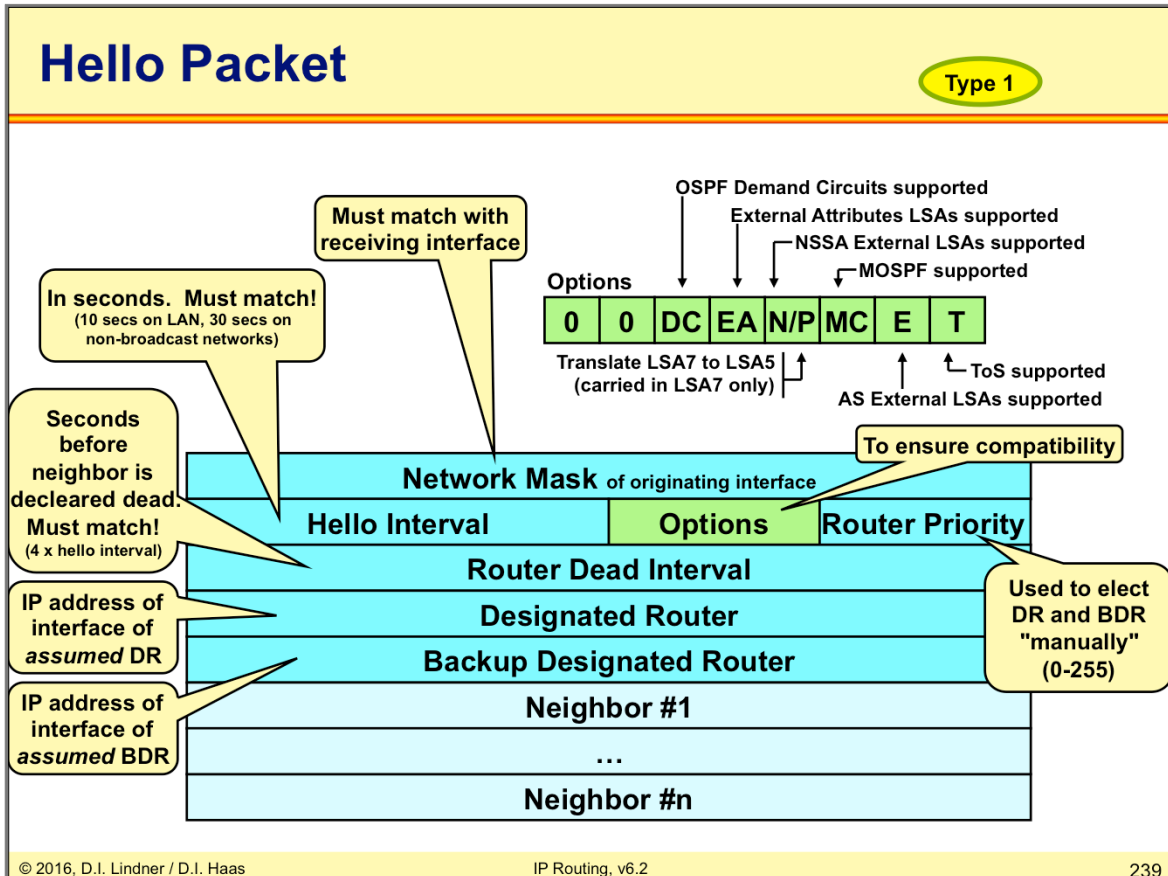 Hello Packet
Type 1
OSPF Demand Circuits supported
External Attributes LSAs supported
NSSA External LSAs supported
MOSPF supported
Must match with
receiving interface
In seconds.  Must match!
(10 secs on LAN, 30 secs on
non-broadcast networks)
Options
0 0 DC EA N/P MC E T
Translate LSA7 to LSA5
(carried in LSA7 only)
ToS supported
AS External LSAs supported
Seconds
before
neighbor is
decleared dead.
Must match!
(4 x hello interval)
To ensure compatibility
Network Mask of originating interface
Hello Interval Options Router Priority
Router Dead Interval
Designated Router
Backup Designated Router
Neighbor #1
…
Neighbor #n
IP address of
interface of
assumed DR
IP address of
interface of
assumed BDR
Used to elect
DR and BDR
"manually"
(0-255)
© 2016, D.I. Lindner / D.I. Haas IP Routing, v6.2 239